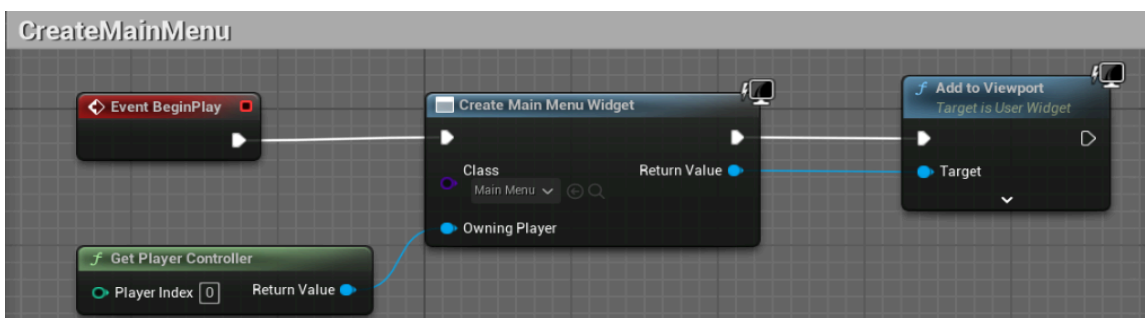 CreateMainMenu
Event BeginPlay
Create Main Menu Widget
Class
Main Menu
Return Value
Owning Player
f Add to Viewport
Target is User Widget
Target
f Get Player Controller
Player Index 0
Return Value